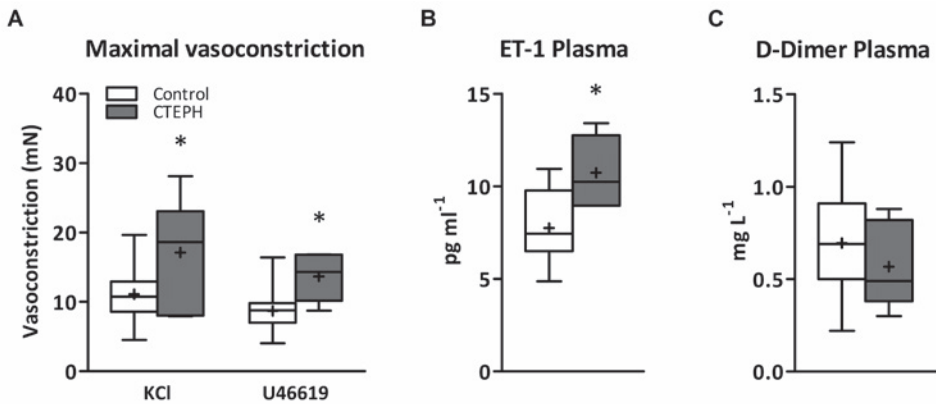 A
Maximal vasoconstriction
Vasoconstriction (mN)
40
30
20
10
0
Control
CTEPH
*
*
KCl
U46619
B
ET-1 Plasma
pg ml⁻¹
15
10
5
0
*
C
D-Dimer Plasma
mg L⁻¹
1.5
1.0
0.5
0.0